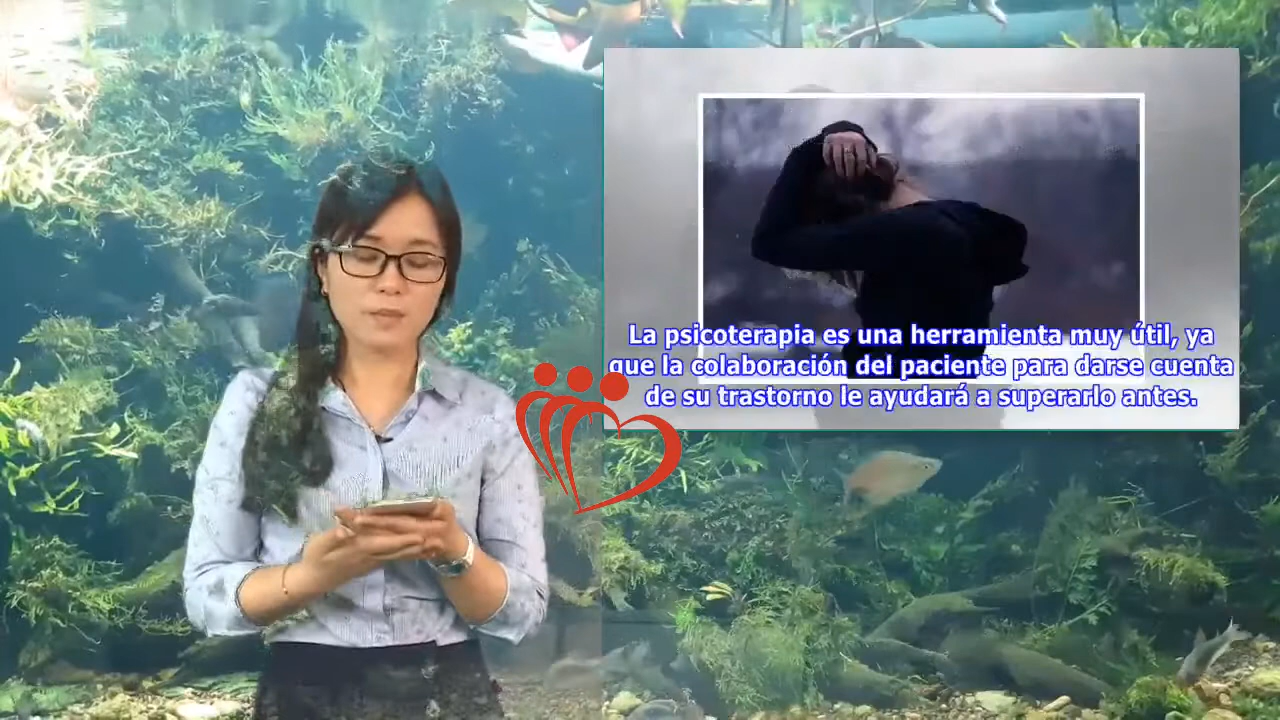 La psicoterapia es una herramienta muy útil, ya
que la colaboración del paciente para darse cuenta
de su trastorno le ayudará a superarlo antes.